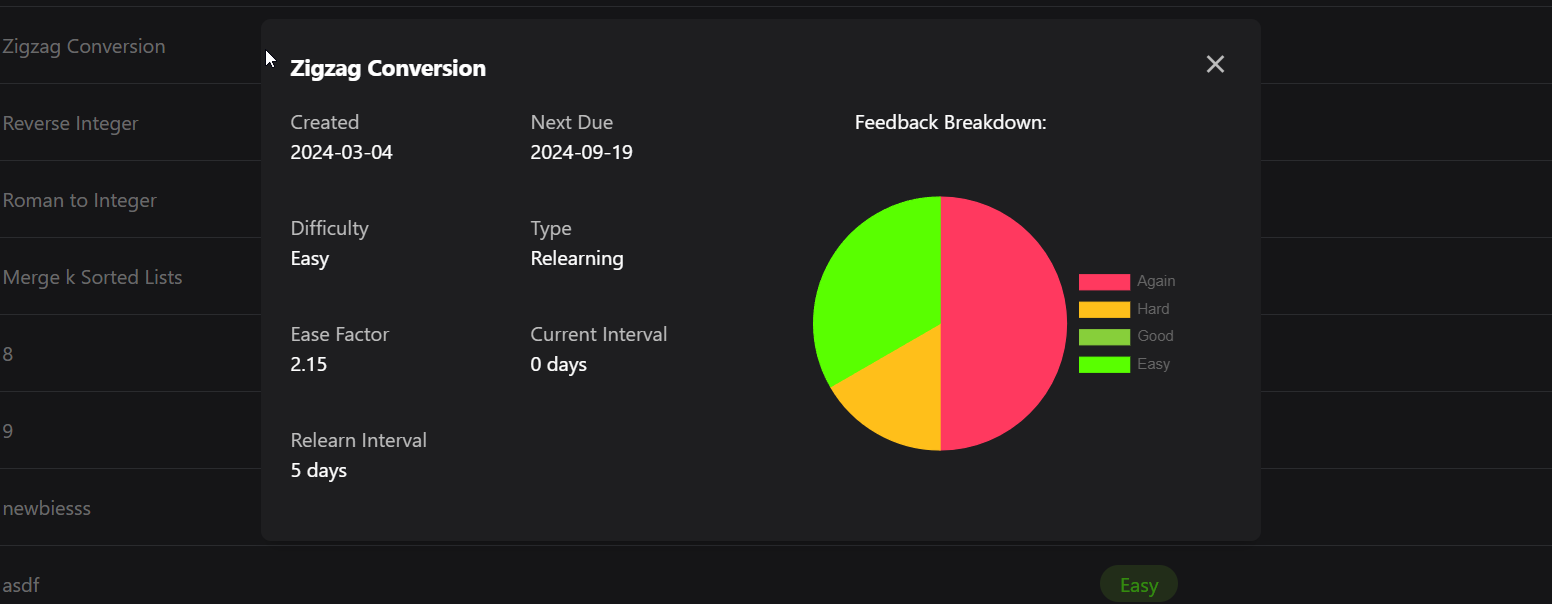 Zigzag Conversion
Reverse Integer
Roman to Integer
Merge k Sorted Lists
8
9
newbiesss
asdf
Easy
Zigzag Conversion
Created
2024-03-04
Next Due
2024-09-19
Difficulty
Easy
Type
Relearning
Ease Factor
2.15
Current Interval
0 days
Relearn Interval
5 days
Feedback Breakdown:
Again
Hard
Good
Easy